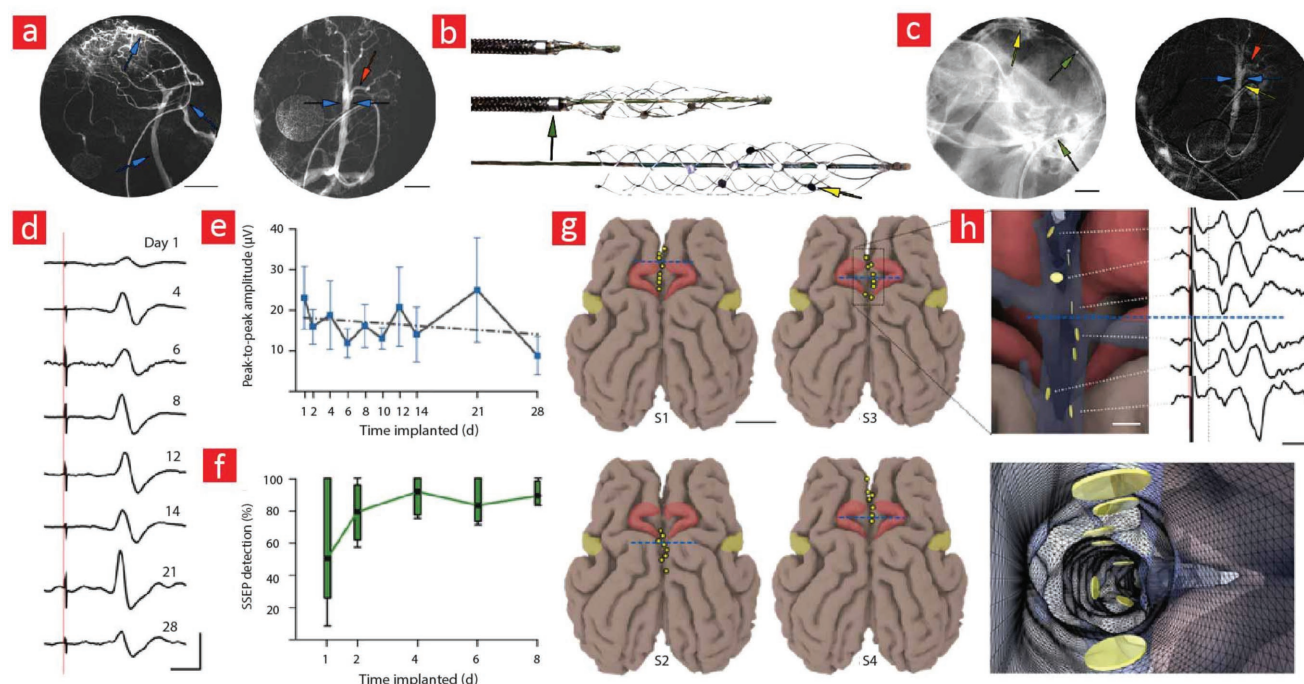 a
b
c
d
Day 1
4
6
8
12
14
21
28
e
Peak-to-peak amplitude (µV)
40
30
20
10
1 2 4 6 8 10 12 14 21 28
Time implanted (d)
f
SSEP detection (%)
100
80
60
40
20
1 2 4 6 8
Time implanted (d)
g
S1
S3
S2
S4
h